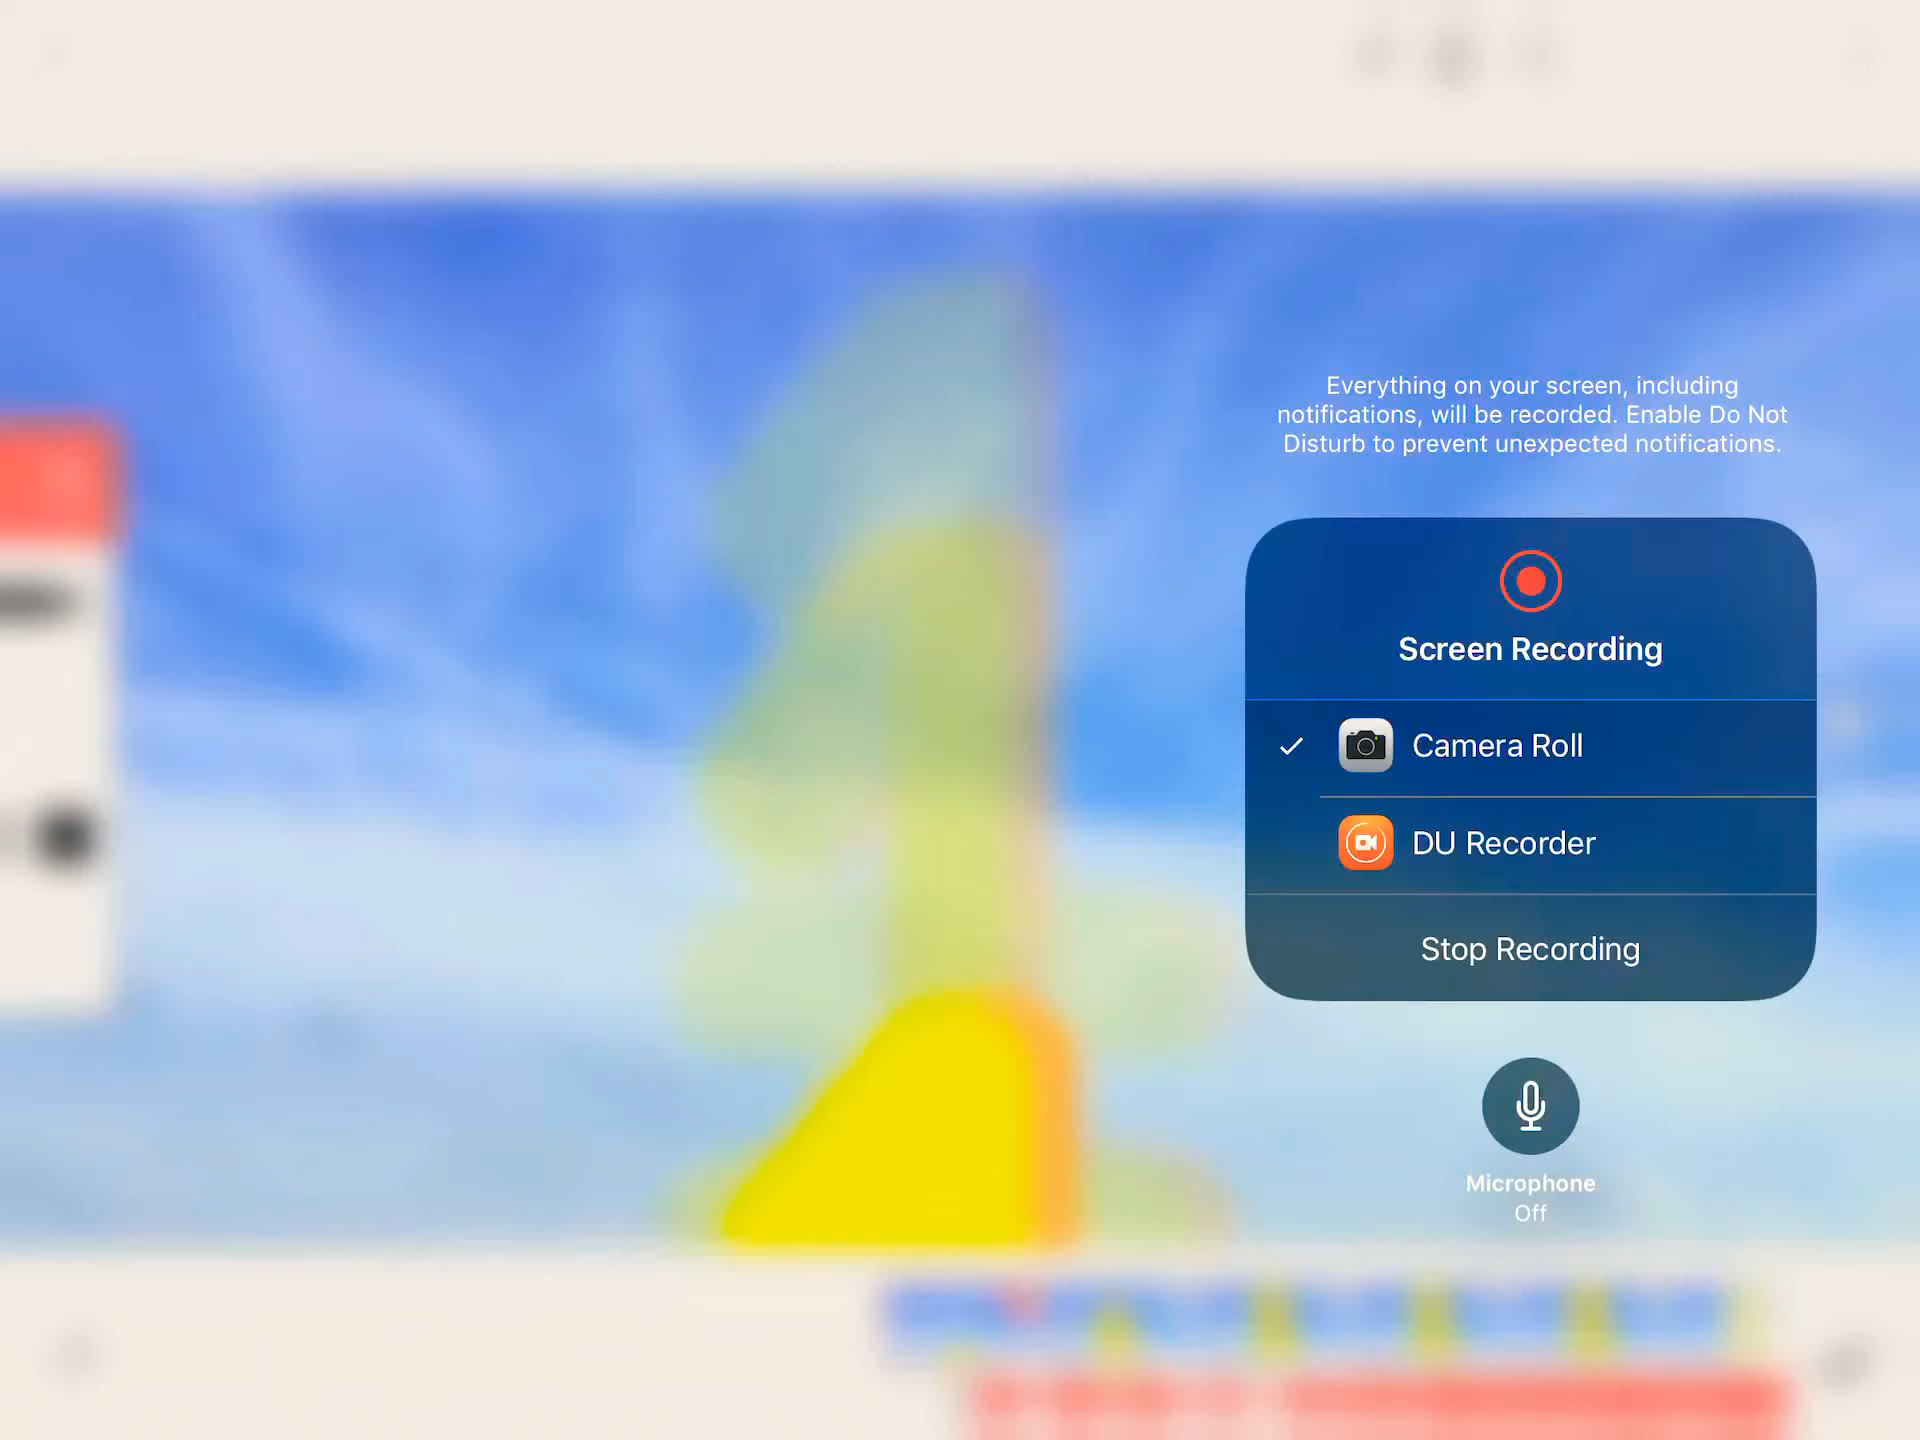 Everything on your screen, including
notifications, will be recorded. Enable Do Not
Disturb to prevent unexpected notifications.
Screen Recording
Camera Roll
DU Recorder
Stop Recording
Microphone
Off